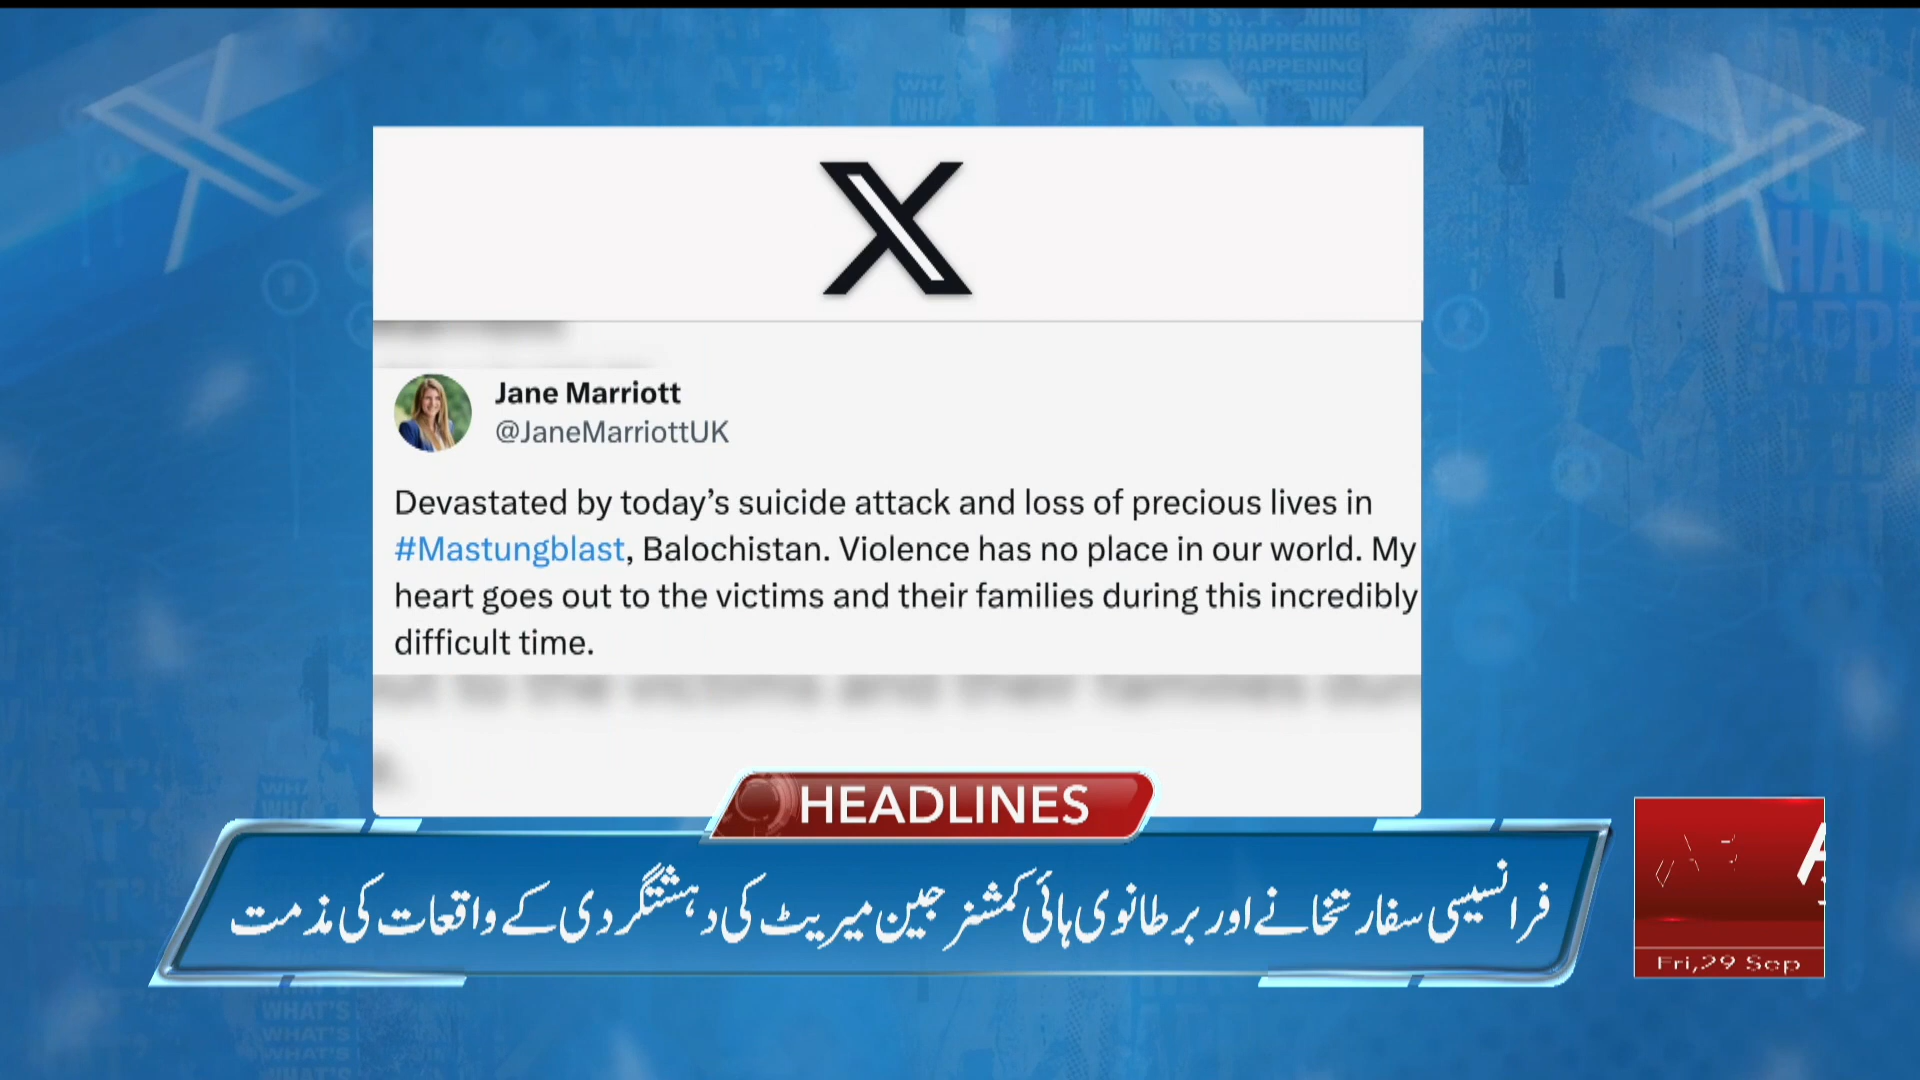 Jane Marriott
@JaneMarriottUK
Devastated by today’s suicide attack and loss of precious lives in
#Mastungblast, Balochistan. Violence has no place in our world. My
heart goes out to the victims and their families during this incredibly
difficult time.
HEADLINES
فرانسیسی سفارتخانے اور برطانوی ہائی کمشنر جین میریٹ کی دہشتگردی کے واقعات کی مذمت
Fri,29 Sep